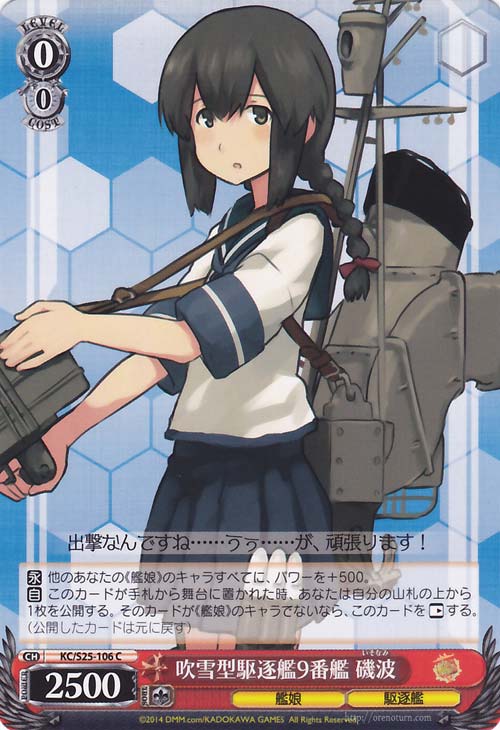 LEVEL
0
0
COST
出撃なんですね……うぅ……が、頑張ります！
永 他のあなたの《艦娘》のキャラすべてに、パワーを+500。
自 このカードが手札から舞台に置かれた時、あなたは自分の山札の上から
1枚を公開する。そのカードが《艦娘》のキャラでないなら、このカードを する。
(公開したカードは元に戻す)
CH KC/S25-106 C
POWER
2500
SOUL
いそなみ
吹雪型駆逐艦9番艦 磯波
艦娘 駆逐艦
©2014 DMM.com/KADOKAWA GAMES All Rights Reserved.
http://orenoturn.com